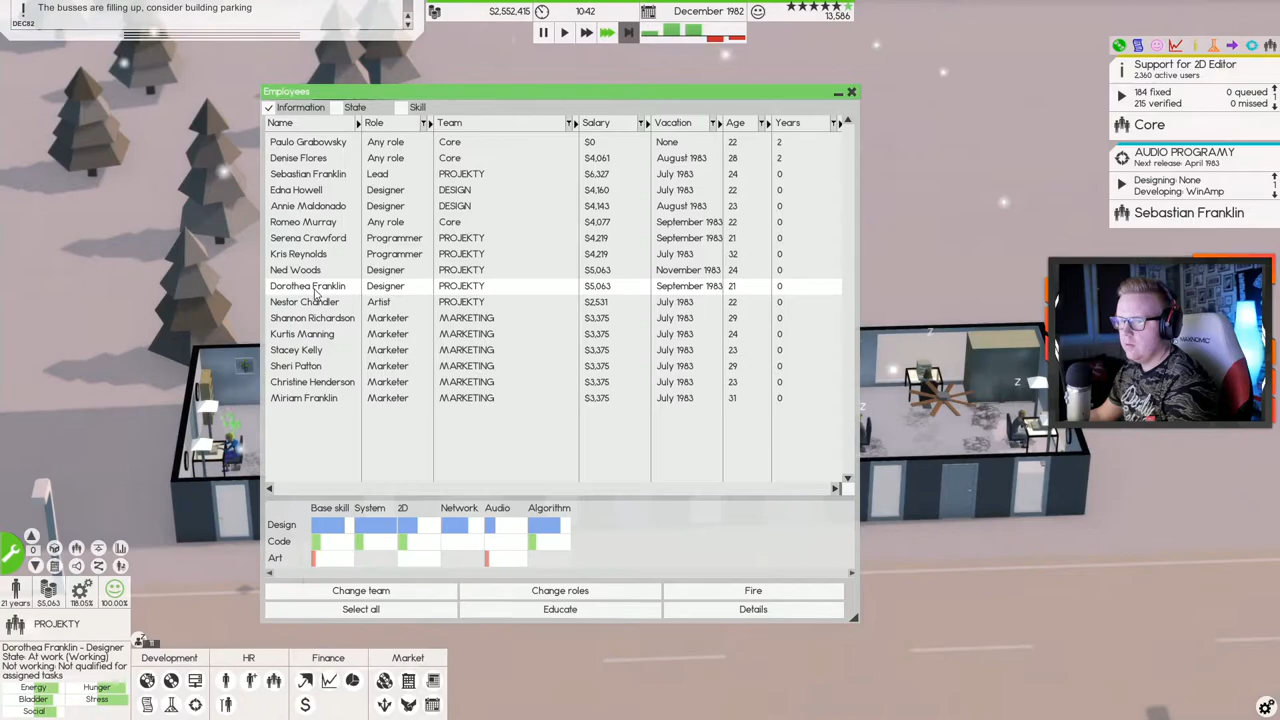 The busses are filling up, consider building parking
DEC82
$2,552,415
10:42
December 1982
13,586
Support for 2D Editor
2,360 active users
184 fixed 0 queued
215 verified 0 missed
Core
AUDIO PROGRAMY
Next release: April 1983
Designing: None
Developing: WinAmp
Sebastian Franklin
Employees
Information State Skill
Name Role Team Salary Vacation Age Years
Paulo Grabowsky Any role Core $0 None 22 2
Denise Flores Any role Core $4,061 August 1983 28 2
Sebastian Franklin Lead PROJEKTY $6,327 July 1983 24 0
Edna Howell Designer DESIGN $4,160 July 1983 22 0
Annie Maldonado Designer DESIGN $4,143 August 1983 23 0
Romeo Murray Any role Core $4,077 September 1983 22 0
Serena Crawford Programmer PROJEKTY $4,219 September 1983 21 0
Kris Reynolds Programmer PROJEKTY $4,219 July 1983 32 0
Ned Woods Designer PROJEKTY $5,063 November 1983 24 0
Dorothea Franklin Designer PROJEKTY $5,063 September 1983 21 0
Nestor Chandler Artist PROJEKTY $2,531 July 1983 22 0
Shannon Richardson Marketer MARKETING $3,375 July 1983 29 0
Kurtis Manning Marketer MARKETING $3,375 July 1983 24 0
Stacey Kelly Marketer MARKETING $3,375 July 1983 23 0
Sheri Patton Marketer MARKETING $3,375 July 1983 29 0
Christine Henderson Marketer MARKETING $3,375 July 1983 23 0
Miriam Franklin Marketer MARKETING $3,375 July 1983 31 0
Base skill System 2D Network Audio Algorithm
Design
Code
Art
Change team Change roles Fire
Select all Educate Details
0
21 years $5,063 118.05% 100.00%
PROJEKTY
Dorothea Franklin - Designer
State: At work (Working)
Not working: Not qualified for
assigned tasks
Energy Hunger
Bladder Stress
Social
Development HR Finance Market
z
z
MAXNOMIC